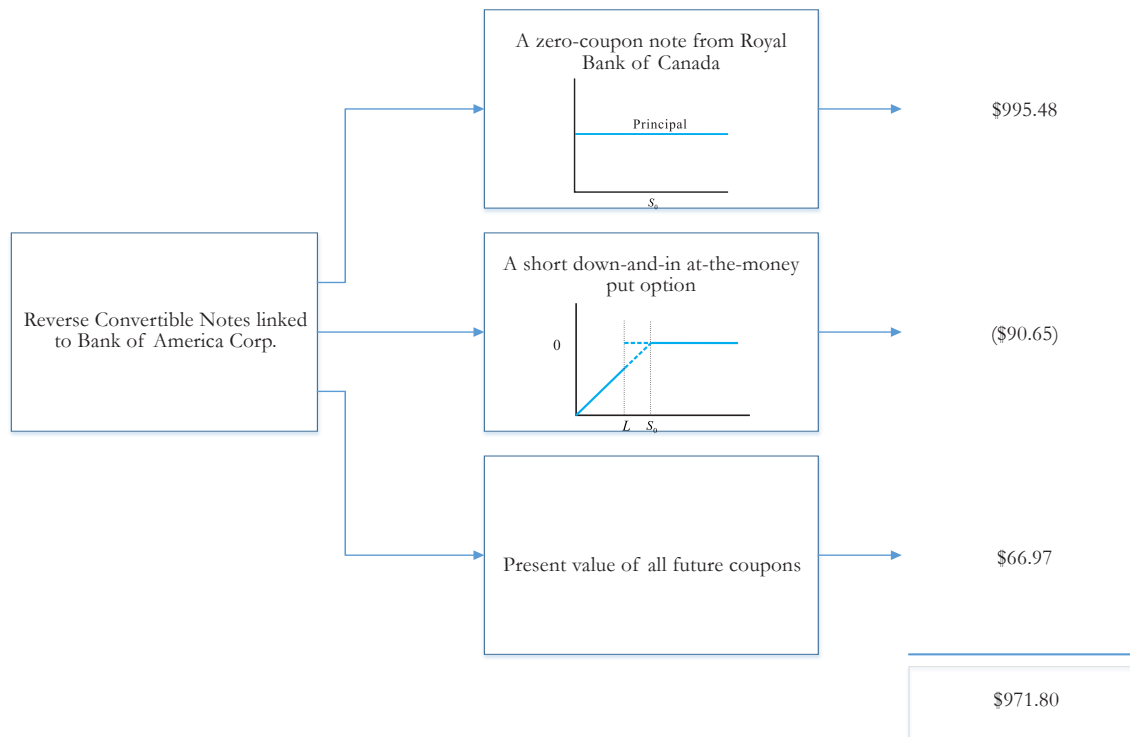 A zero-coupon note from Royal
Bank of Canada
Principal
S₀
$995.48
Reverse Convertible Notes linked
to Bank of America Corp.
A short down-and-in at-the-money
put option
0
L S₀
($90.65)
Present value of all future coupons
$66.97
$971.80